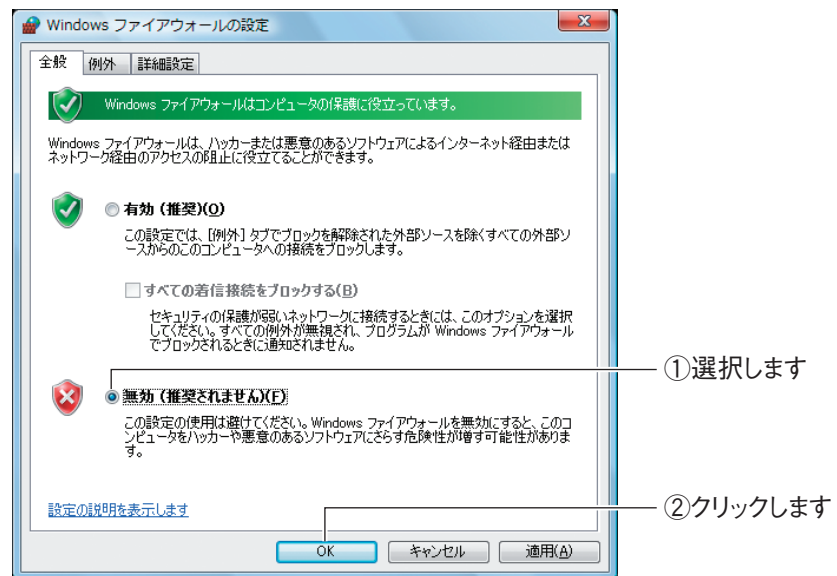 Windows ファイアウォールの設定
全般 例外 詳細設定
Windows ファイアウォールはコンピュータの保護に役立っています。
Windows ファイアウォールは、ハッカーまたは悪意のあるソフトウェアによるインターネット経由または
ネットワーク経由のアクセスの阻止に役立てることができます。
有効 (推奨)(O)
この設定では、[例外] タブでブロックを解除された外部ソースを除くすべての外部ソ
ースからのこのコンピュータへの接続をブロックします。
すべての着信接続をブロックする(B)
セキュリティの保護が弱いネットワークに接続するときには、このオプションを選択
してください。すべての例外が無視され、プログラムが Windows ファイアウォール
でブロックされるときに通知されません。
①選択します
無効 (推奨されません)(F)
この設定の使用は避けてください。Windows ファイアウォールを無効にすると、このコ
ンピュータをハッカーや悪意のあるソフトウェアにさらす危険性が増す可能性がありま
す。
設定の説明を表示します
②クリックします
OK キャンセル 適用(A)